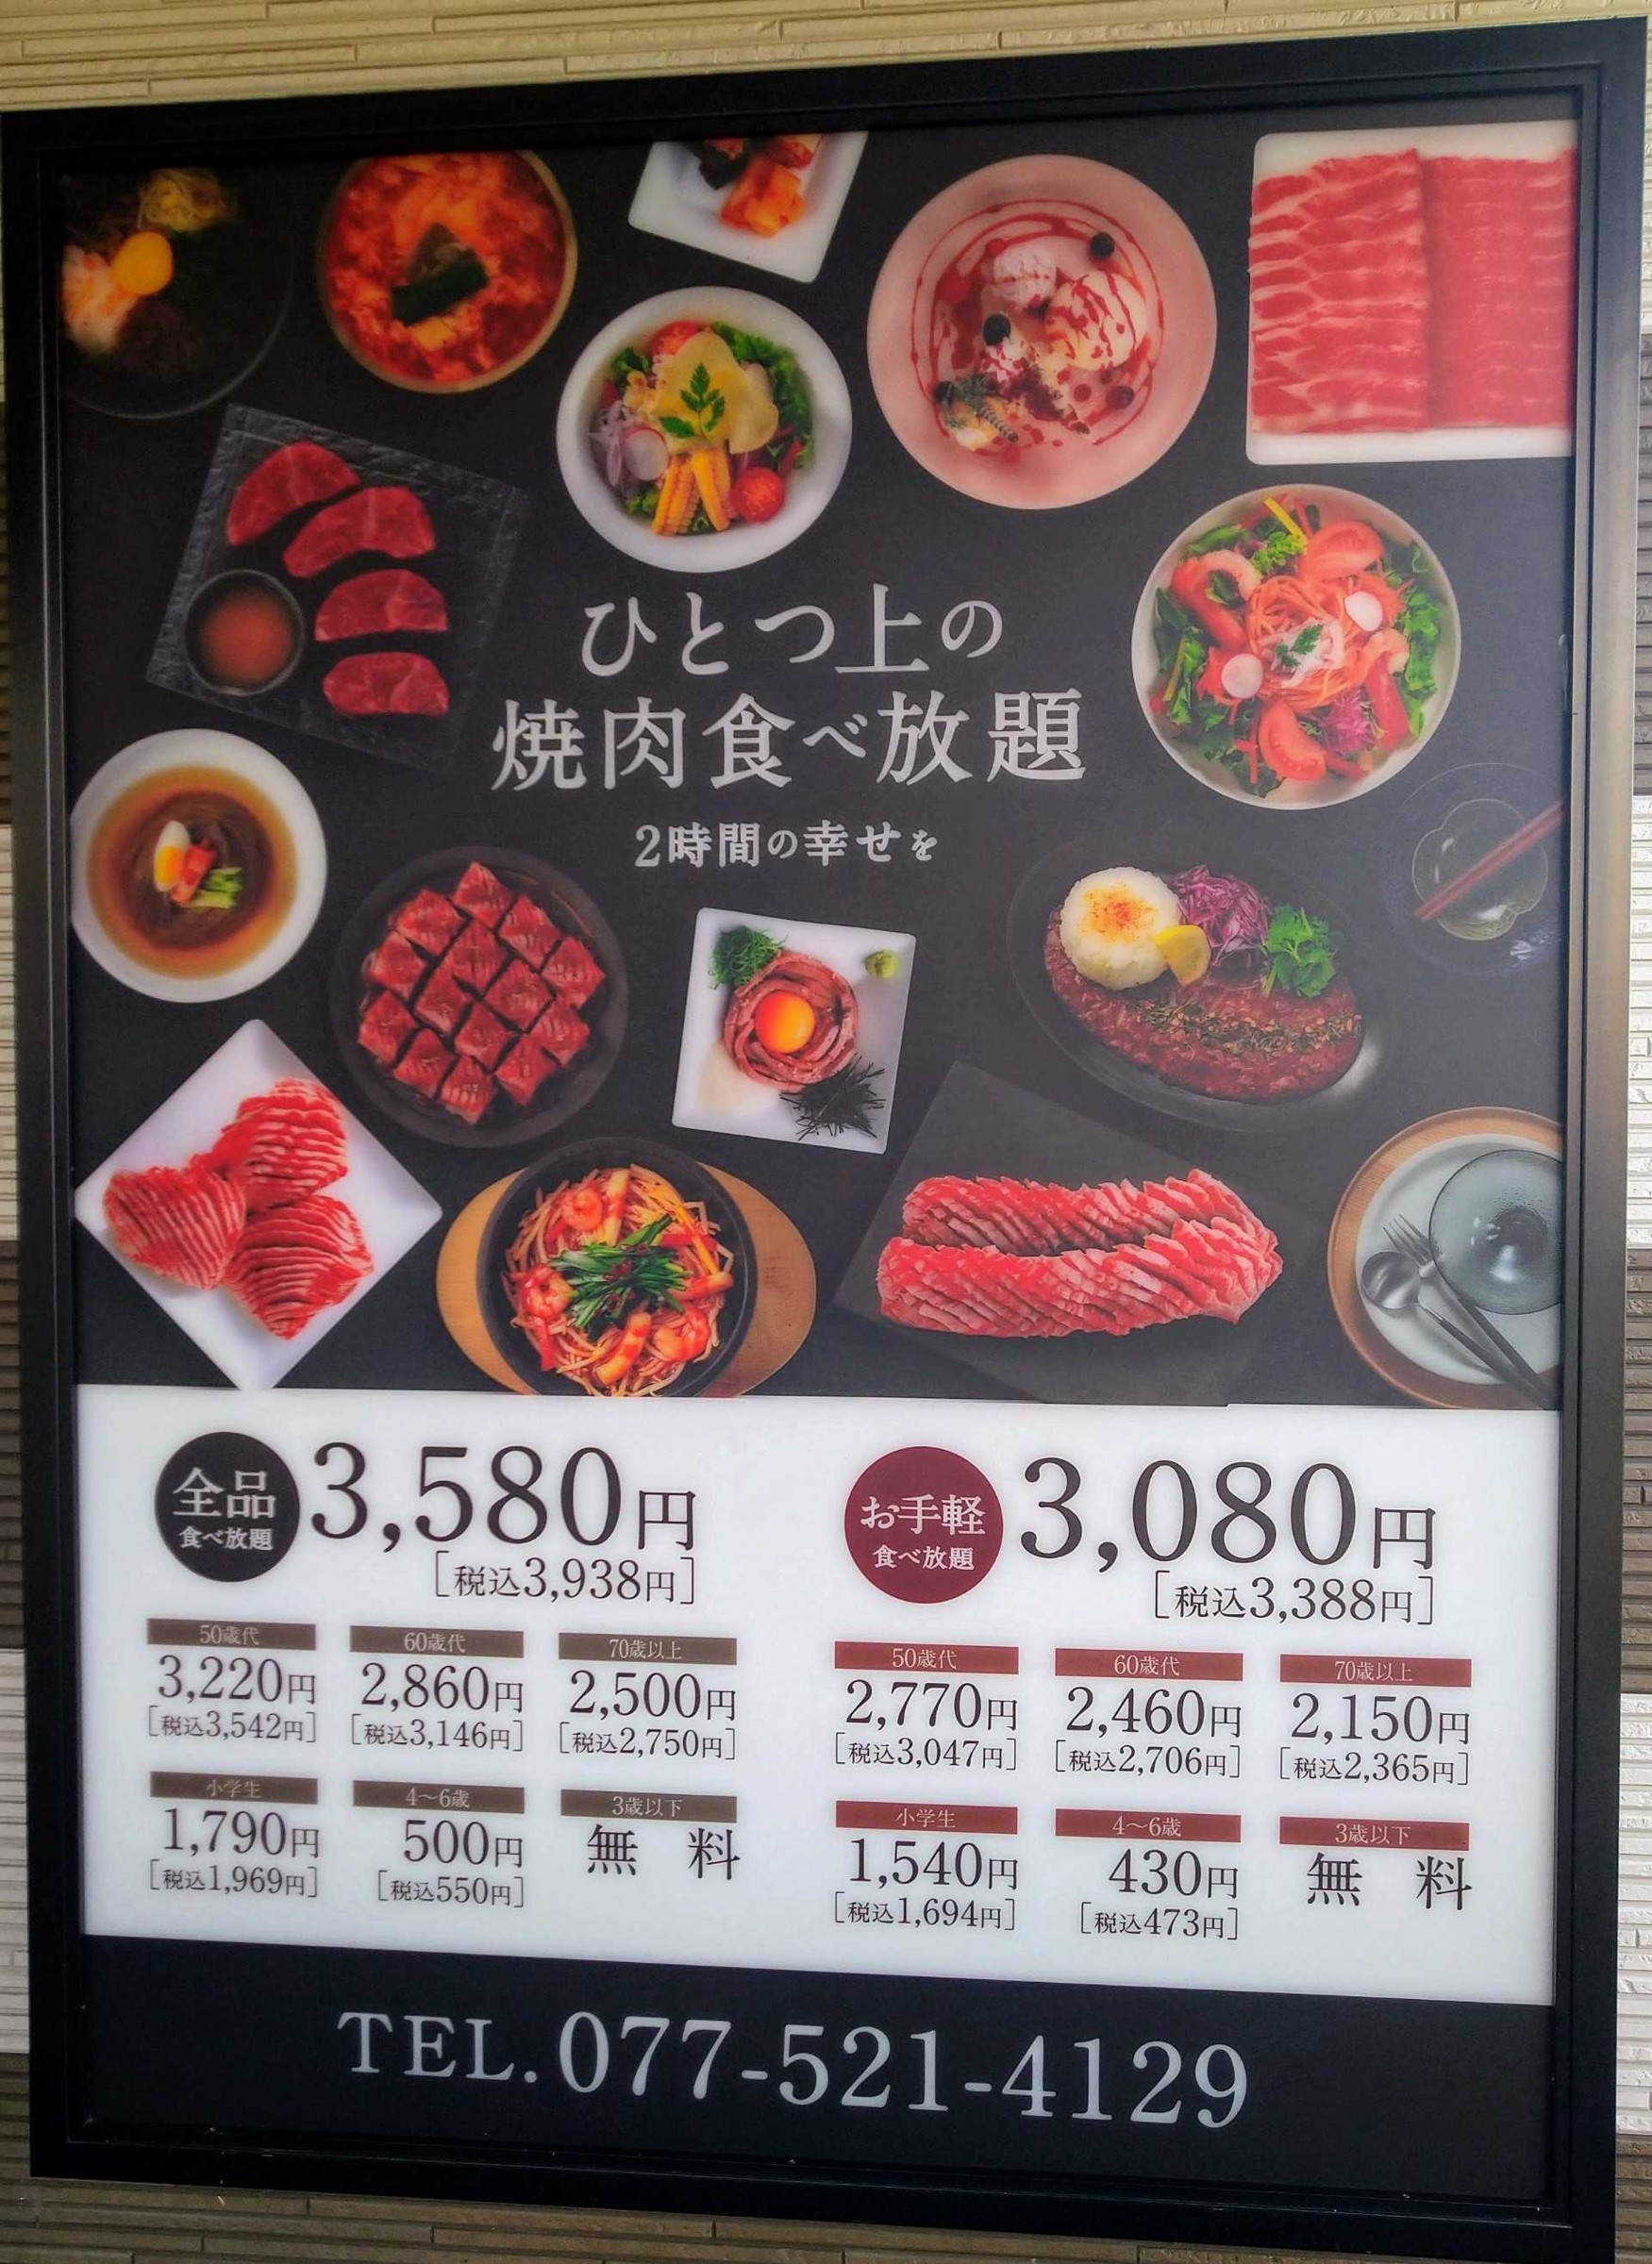 ひとつ上の
焼肉食べ放題
2時間の幸せを
全品
食べ放題
3,580円
[税込3,938円]
50歳代
3,220円
[税込3,542円]
60歳代
2,860円
[税込3,146円]
70歳以上
2,500円
[税込2,750円]
小学生
1,790円
[税込1,969円]
4～6歳
500円
[税込550円]
3歳以下
無 料
お手軽
食べ放題
3,080円
[税込3,388円]
50歳代
2,770円
[税込3,047円]
60歳代
2,460円
[税込2,706円]
70歳以上
2,150円
[税込2,365円]
小学生
1,540円
[税込1,694円]
4～6歳
430円
[税込473円]
3歳以下
無 料
TEL.077-521-4129